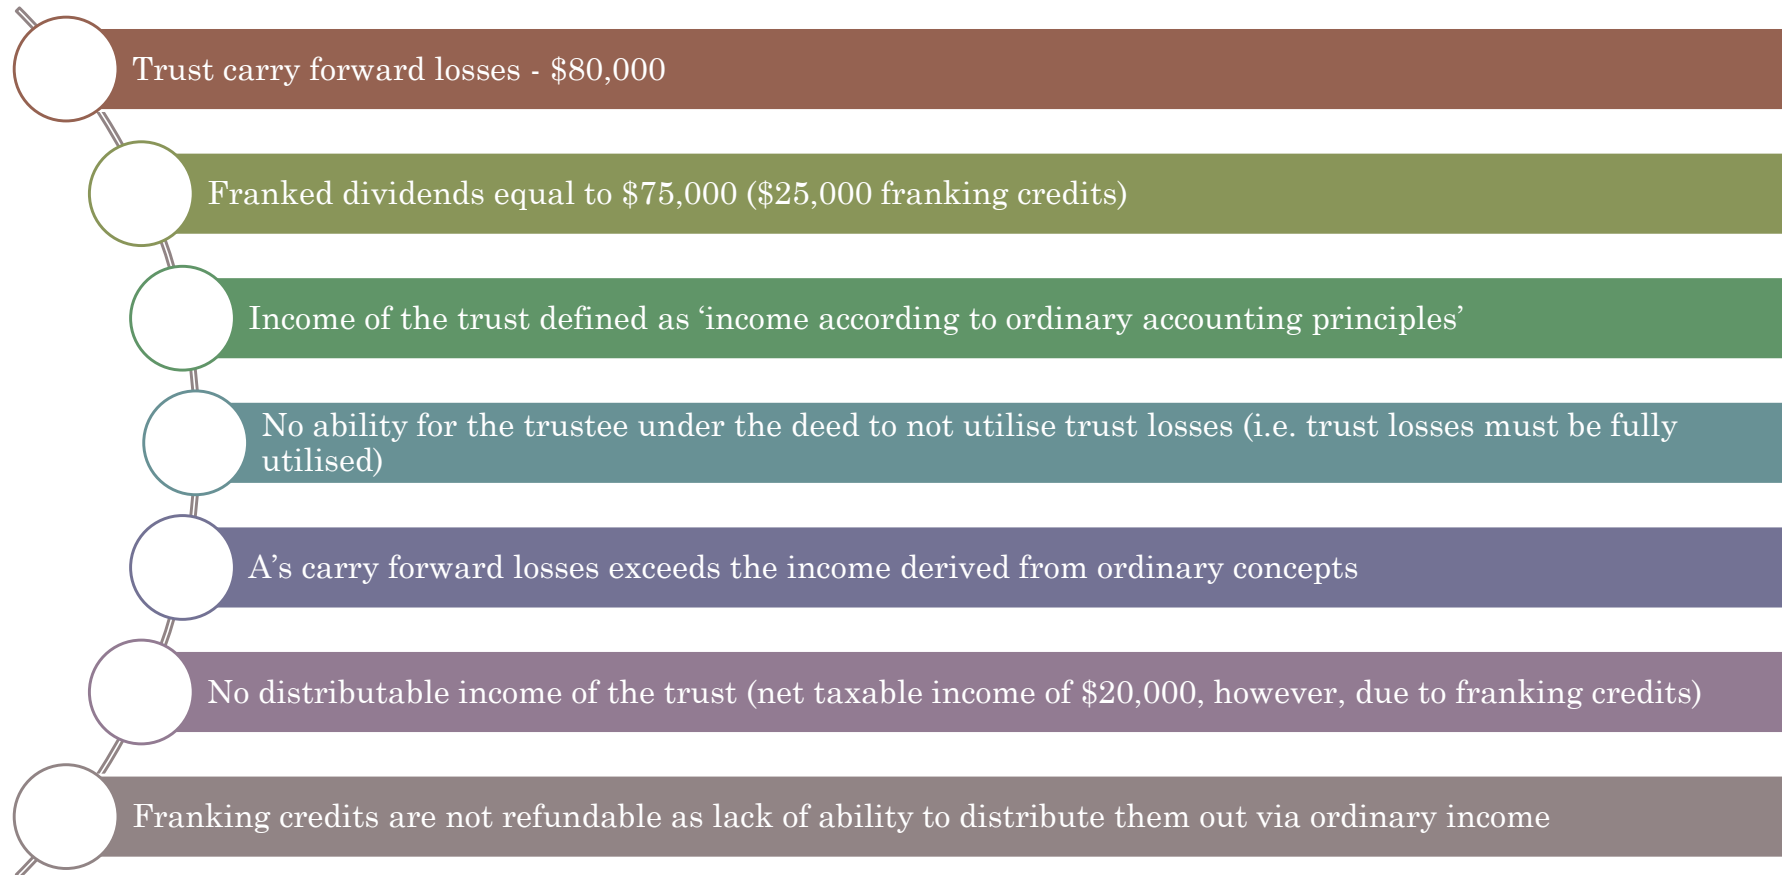 Trust carry forward losses - $80,000
Franked dividends equal to $75,000 ($25,000 franking credits)
Income of the trust defined as ‘income according to ordinary accounting principles’
No ability for the trustee under the deed to not utilise trust losses (i.e. trust losses must be fully
utilised)
A’s carry forward losses exceeds the income derived from ordinary concepts
No distributable income of the trust (net taxable income of $20,000, however, due to franking credits)
Franking credits are not refundable as lack of ability to distribute them out via ordinary income